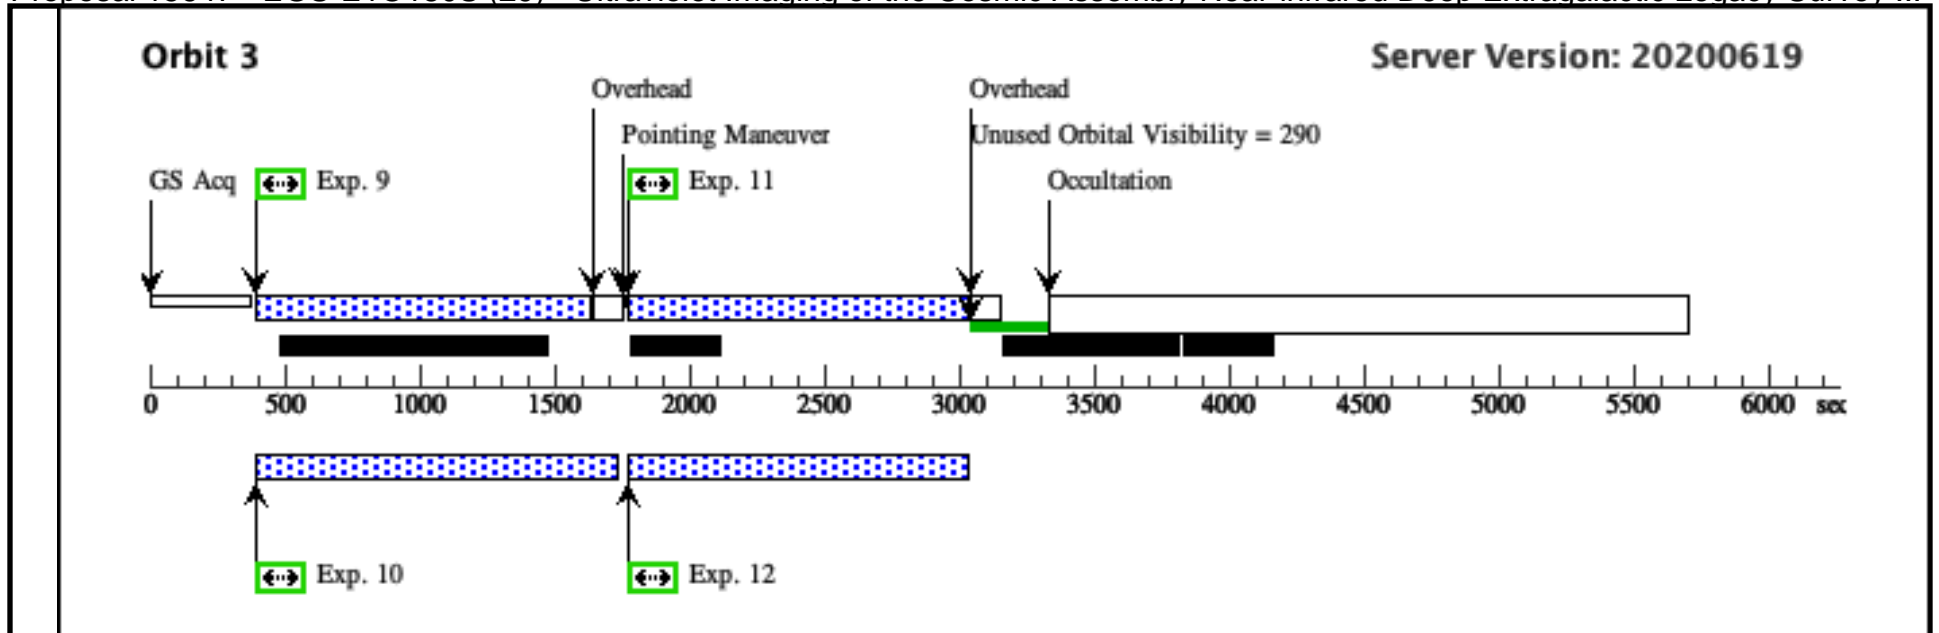 Orbit 3
Server Version: 20200619
Overhead
Overhead
Pointing Maneuver
Unused Orbital Visibility = 290
GS Acq
Exp. 9
Exp. 11
Occultation
0 500 1000 1500 2000 2500 3000 3500 4000 4500 5000 5500 6000 sec
Exp. 10
Exp. 12